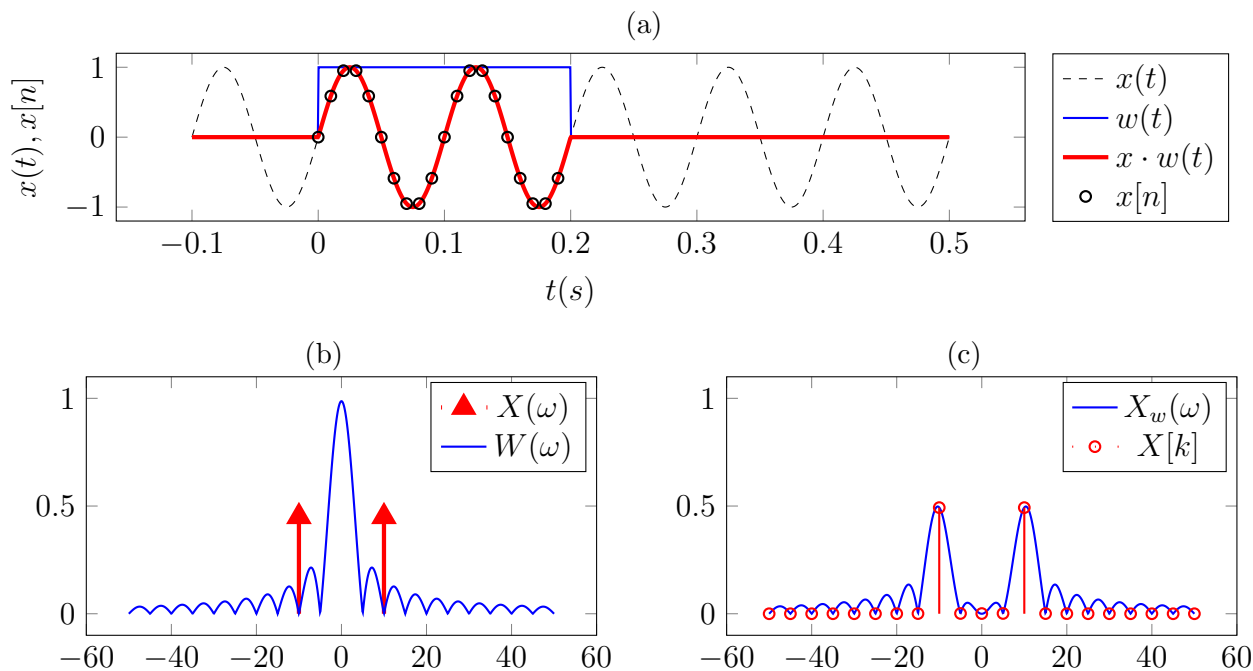 (a)
x(t), x[n]
1
0
−1
−0.1 0 0.1 0.2 0.3 0.4 0.5
t(s)
x(t)
w(t)
x · w(t)
x[n]
(b)
−60 −40 −20 0 20 40 60
1
0.5
0
X(ω)
W(ω)
(c)
−60 −40 −20 0 20 40 60
1
0.5
0
X_w(ω)
X[k]